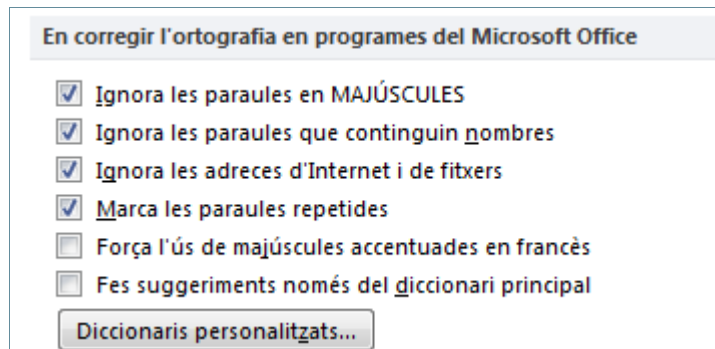 En corregir l'ortografia en programes del Microsoft Office
Ignora les paraules en MAJÚSCULES
Ignora les paraules que continguin nombres
Ignora les adreces d'Internet i de fitxers
Marca les paraules repetides
Força l'ús de majúscules accentuades en francès
Fes suggeriments només del diccionari principal
Diccionaris personalitzats...